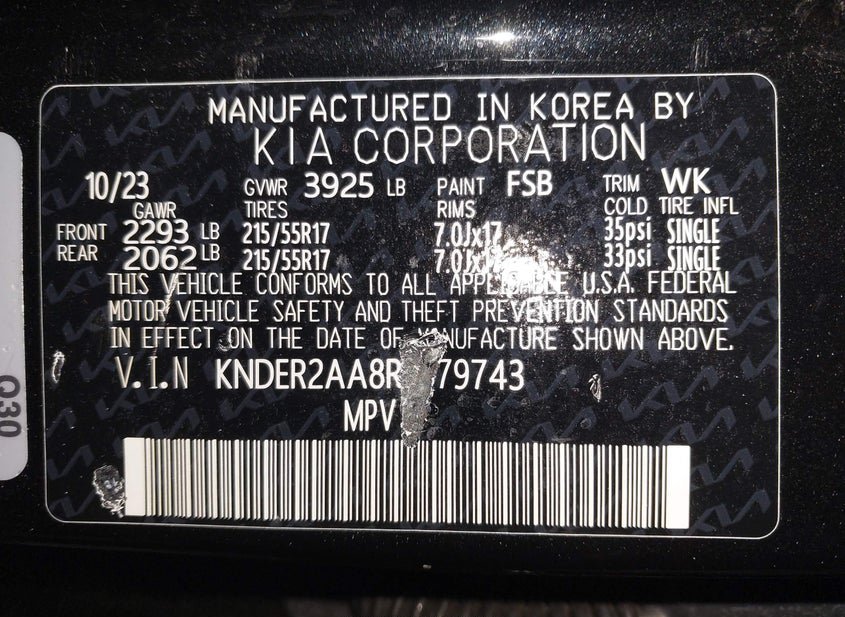 MANUFACTURED IN KOREA BY
KIA CORPORATION
10/23 GVWR 3925 LB PAINT FSB TRIM WK
GAWR TIRES RIMS COLD TIRE INFL
FRONT 2293 LB 215/55R17 7.0Jx17 35psi SINGLE
REAR 2062 LB 215/55R17 33psi SINGLE
THIS VEHICLE CONFORMS TO ALL U.S.A. FEDERAL
MOTOR VEHICLE SAFETY AND THEFT PREVENTION STANDARDS
IN EFFECT ON THE DATE OF MANUFACTURE SHOWN ABOVE.
V.I.N
MPV
Q30